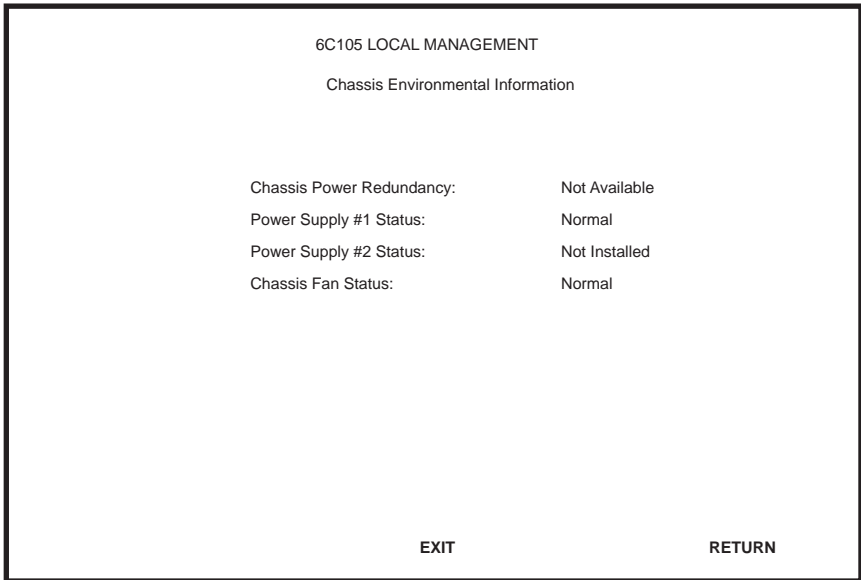 6C105 LOCAL MANAGEMENT
Chassis Environmental Information
Chassis Power Redundancy: Not Available
Power Supply #1 Status: Normal
Power Supply #2 Status: Not Installed
Chassis Fan Status: Normal
EXIT RETURN